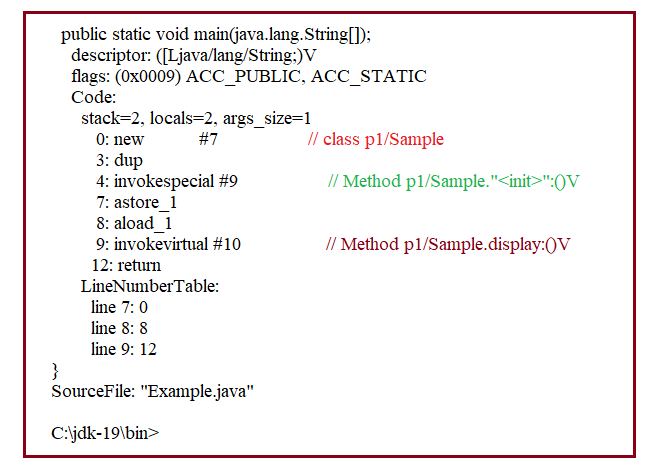 public static void main(java.lang.String[]);
descriptor: ([Ljava/lang/String;)V
flags: (0x0009) ACC_PUBLIC, ACC_STATIC
Code:
stack=2, locals=2, args_size=1
0: new #7 // class p1/Sample
3: dup
4: invokespecial #9 // Method p1/Sample."<init>":()V
7: astore_1
8: aload_1
9: invokevirtual #10 // Method p1/Sample.display:()V
12: return
LineNumberTable:
line 7: 0
line 8: 8
line 9: 12
}
SourceFile: "Example.java"
C:\jdk-19\bin>